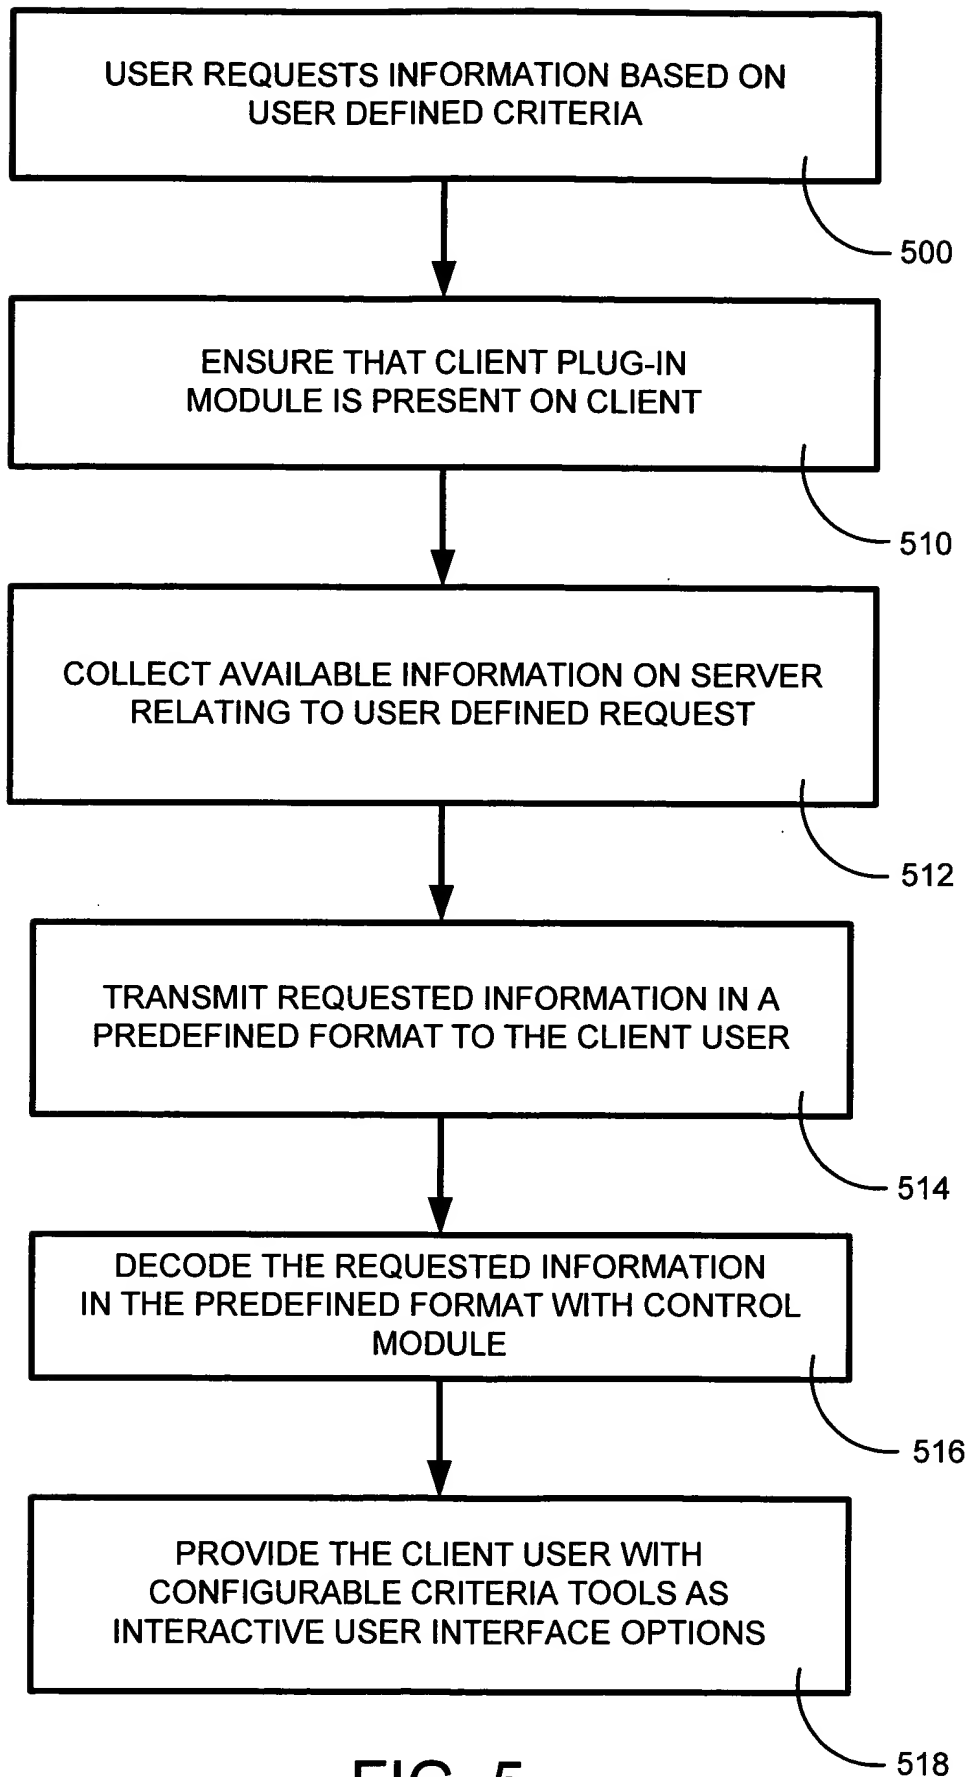 USER REQUESTS INFORMATION BASED ON
USER DEFINED CRITERIA
500
ENSURE THAT CLIENT PLUG-IN
MODULE IS PRESENT ON CLIENT
510
COLLECT AVAILABLE INFORMATION ON SERVER
RELATING TO USER DEFINED REQUEST
512
TRANSMIT REQUESTED INFORMATION IN A
PREDEFINED FORMAT TO THE CLIENT USER
514
DECODE THE REQUESTED INFORMATION
IN THE PREDEFINED FORMAT WITH CONTROL
MODULE
516
PROVIDE THE CLIENT USER WITH
CONFIGURABLE CRITERIA TOOLS AS
INTERACTIVE USER INTERFACE OPTIONS
518
FIG. 5